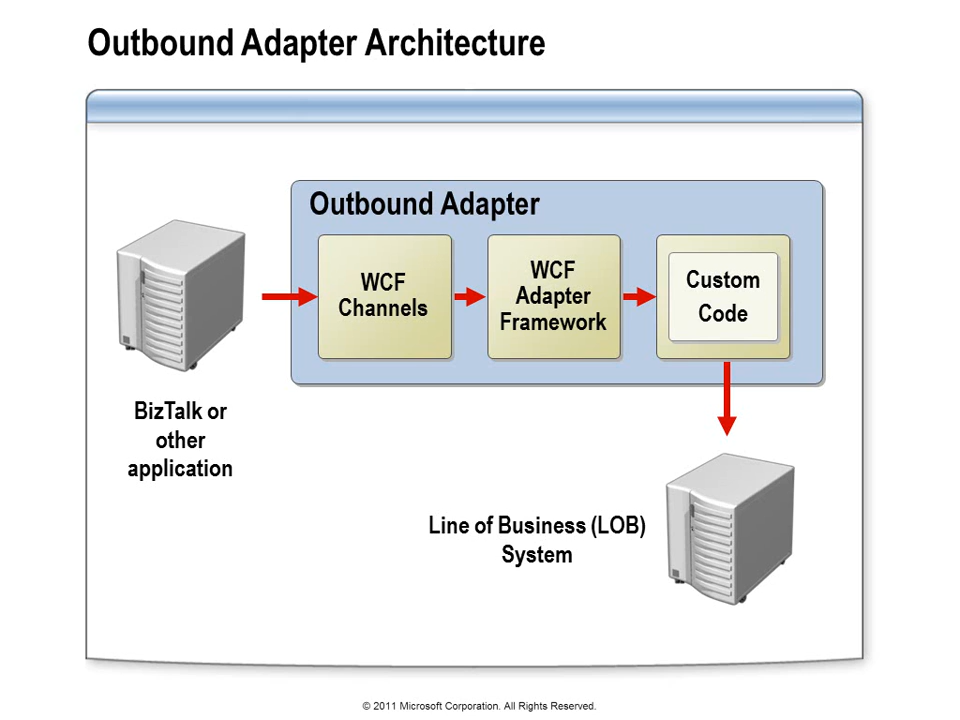 Outbound Adapter Architecture
Outbound Adapter
WCF
Channels
WCF
Adapter
Framework
Custom
Code
BizTalk or
other
application
Line of Business (LOB)
System
© 2011 Microsoft Corporation. All Rights Reserved.